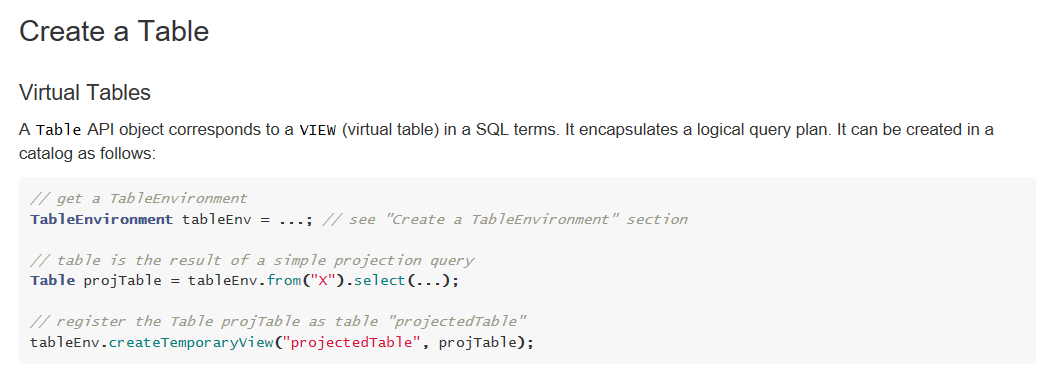 Create a Table
Virtual Tables
A Table API object corresponds to a VIEW (virtual table) in a SQL terms. It encapsulates a logical query plan. It can be created in a
catalog as follows:
// get a TableEnvironment
TableEnvironment tableEnv = ...; // see "Create a TableEnvironment" section
// table is the result of a simple projection query
Table projTable = tableEnv.from("X").select(...);
// register the Table projTable as table "projectedTable"
tableEnv.createTemporaryView("projectedTable", projTable);